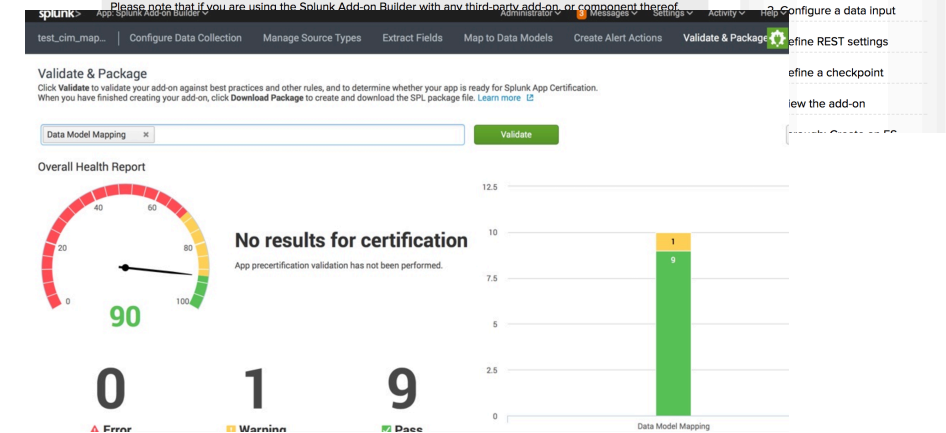 Please note that if you are using the Splunk Add-on Builder with any third-party add-on, or component thereof,
splunk> App: Splunk Add-on Builder Administrator 3 Messages Settings Activity Help
test_cim_map... Configure Data Collection Manage Source Types Extract Fields Map to Data Models Create Alert Actions Validate & Package
Validate & Package
Click Validate to validate your add-on against best practices and other rules, and to determine whether your app is ready for Splunk App Certification.
When you have finished creating your add-on, click Download Package to create and download the SPL package file. Learn more
Data Model Mapping × Validate
Overall Health Report
0
20
40
60
80
100
90
No results for certification
App precertification validation has not been performed.
12.5
10
7.5
5
2.5
0
1
9
Data Model Mapping
0
Error
1
Warning
9
Pass
Configure a data input
efine REST settings
efine a checkpoint
iew the add-on